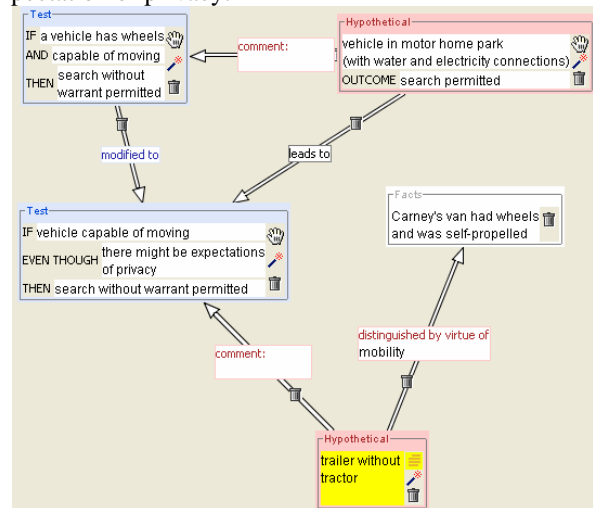 Test
IF a vehicle has wheels
AND capable of moving
THEN search without
warrant permitted
comment:
Hypothetical
vehicle in motor home park
(with water and electricity connections)
OUTCOME search permitted
modified to
leads to
Test
IF vehicle capable of moving
EVEN THOUGH there might be expectations
of privacy
THEN search without warrant permitted
Facts
Carney's van had wheels
and was self-propelled
comment:
distinguished by virtue of
mobility
Hypothetical
trailer without
tractor